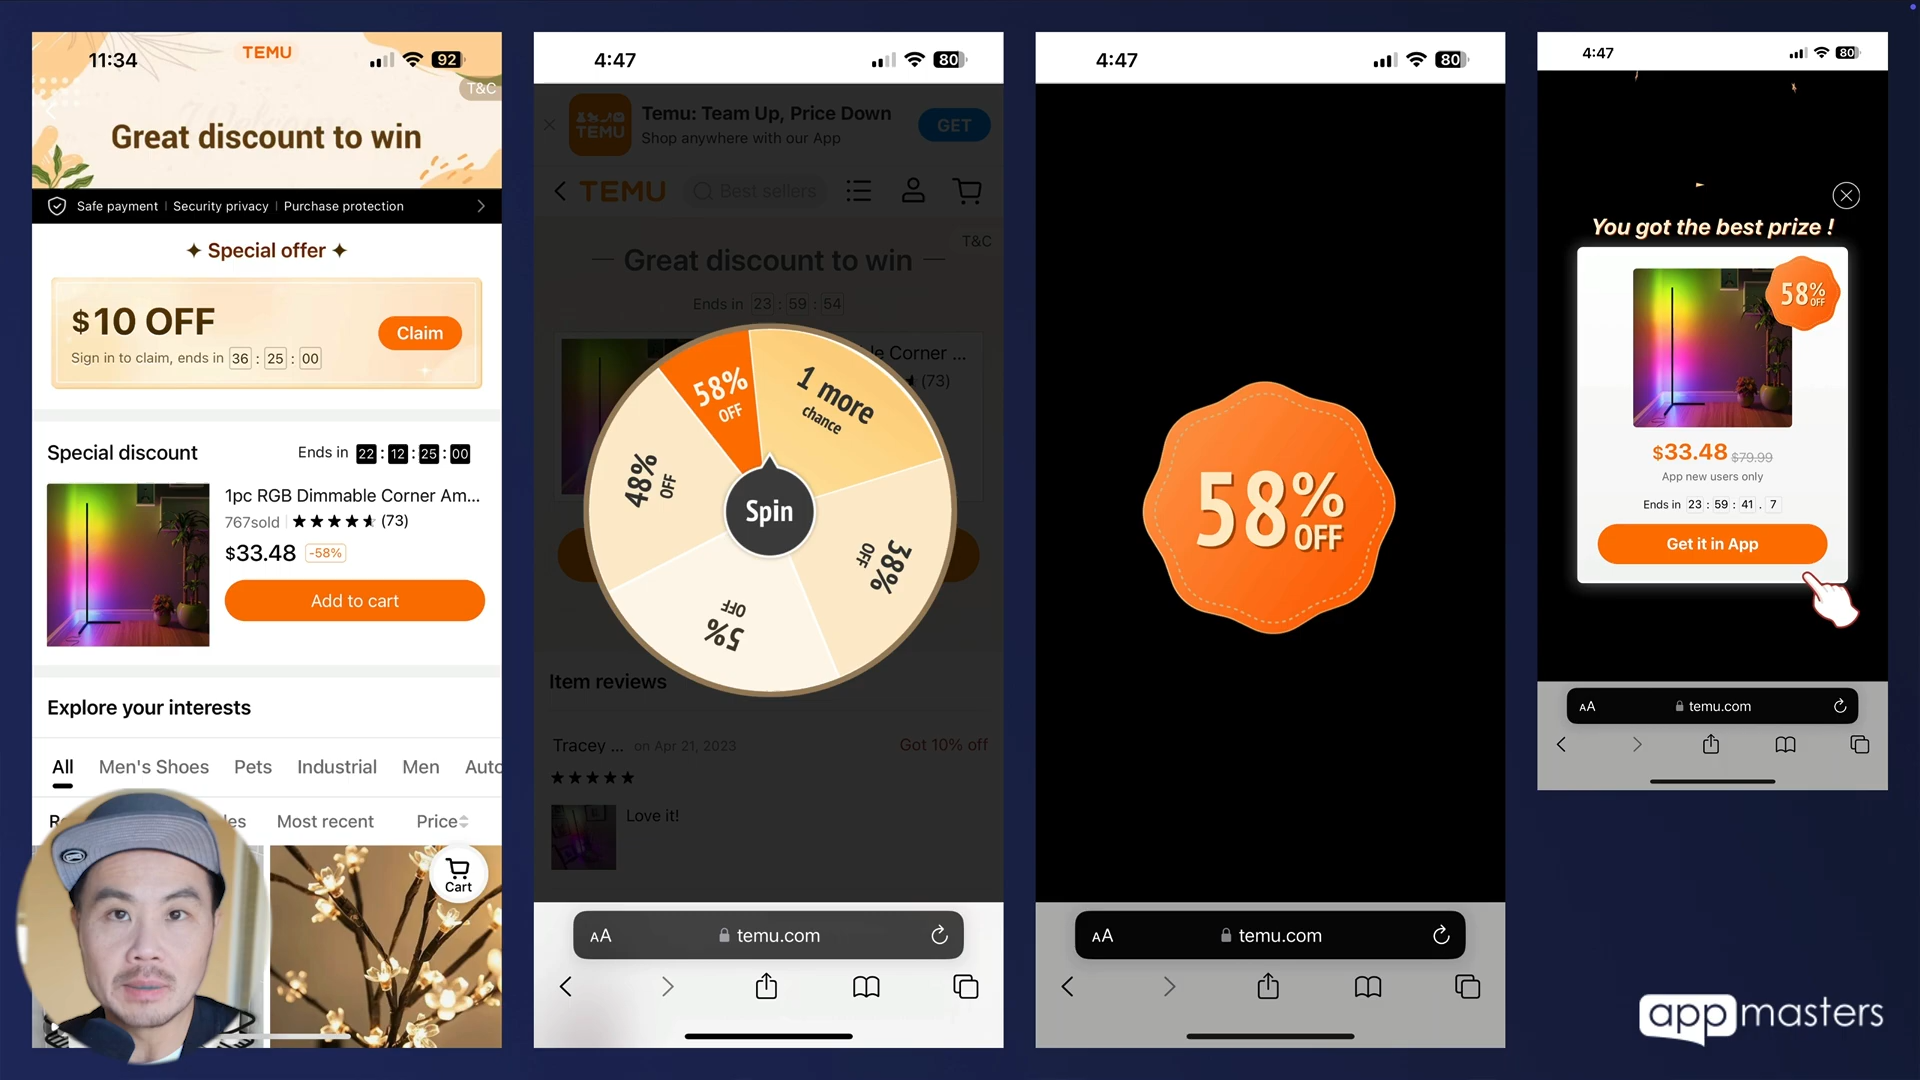 11:34
TEMU
92
T&C
Great discount to win
Safe payment | Security privacy | Purchase protection
Special offer
$10 OFF
Sign in to claim, ends in 36 : 25 : 00
Claim
Special discount
Ends in 22 : 12 : 25 : 00
1pc RGB Dimmable Corner Am...
767sold (73)
$33.48 -58%
Add to cart
Explore your interests
All Men's Shoes Pets Industrial Men Auto
Most recent Price
Cart
4:47
80
TEMU
Temu: Team Up, Price Down
Shop anywhere with our App
GET
TEMU
Best sellers
T&C
Great discount to win
Ends in 23 : 59 : 54
Corner ...
(73)
58% OFF
1 more chance
48% OFF
38% OFF
5% OFF
Spin
Item reviews
Tracey ... on Apr 21, 2023
Got 10% off
Love it!
AA temu.com
4:47
80
58% OFF
AA temu.com
4:47
80
You got the best prize !
58% OFF
$33.48 $79.99
App new users only
Ends in 23 : 59 : 41 . 7
Get it in App
AA temu.com
app masters